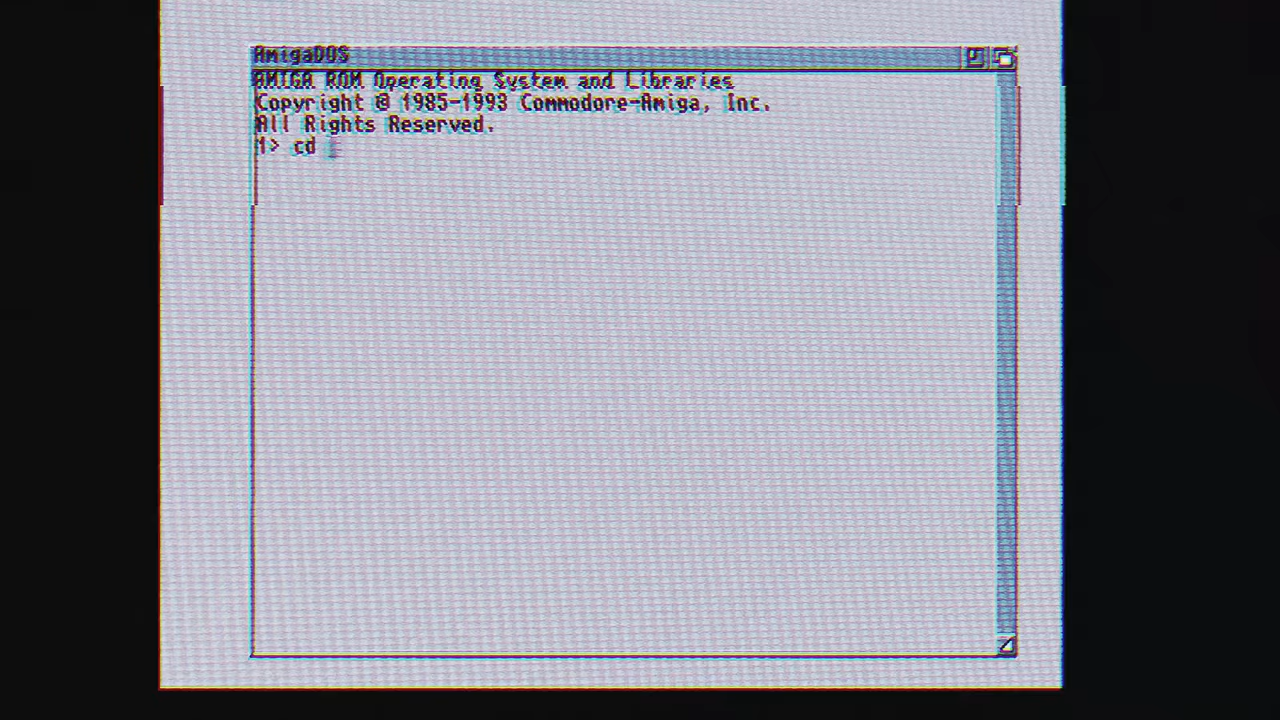 AmigaDOS
AMIGA ROM Operating System and Libraries
Copyright © 1985-1993 Commodore-Amiga, Inc.
All Rights Reserved.
1> cd